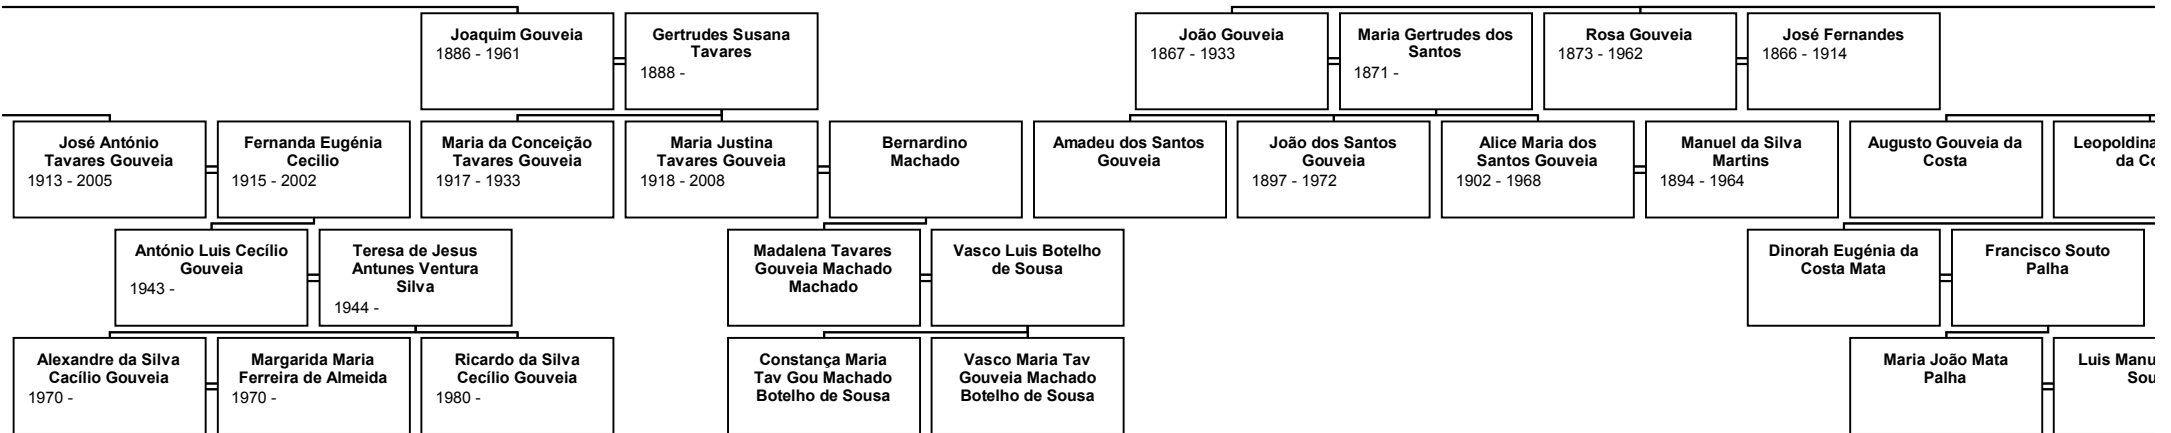 Joaquim Gouveia
1886 - 1961
Gertrudes Susana
Tavares
1888 -
João Gouveia
1867 - 1933
Maria Gertrudes dos
Santos
1871 -
Rosa Gouveia
1873 - 1962
José Fernandes
1866 - 1914
José António
Tavares Gouveia
1913 - 2005
Fernanda Eugénia
Cecilio
1915 - 2002
Maria da Conceição
Tavares Gouveia
1917 - 1933
Maria Justina
Tavares Gouveia
1918 - 2008
Bernardino
Machado
Amadeu dos Santos
Gouveia
João dos Santos
Gouveia
1897 - 1972
Alice Maria dos
Santos Gouveia
1902 - 1968
Manuel da Silva
Martins
1894 - 1964
Augusto Gouveia da
Costa
Leopoldina
da
António Luis Cecílio
Gouveia
1943 -
Teresa de Jesus
Antunes Ventura
Silva
1944 -
Madalena Tavares
Gouveia Machado
Machado
Vasco Luis Botelho
de Sousa
Dinorah Eugénia da
Costa Mata
Francisco Souto
Palha
Alexandre da Silva
Cacílio Gouveia
1970 -
Margarida Maria
Ferreira de Almeida
1970 -
Ricardo da Silva
Cecílio Gouveia
1980 -
Constança Maria
Tav Gou Machado
Botelho de Sousa
Vasco Maria Tav
Gouveia Machado
Botelho de Sousa
Maria João Mata
Palha
Luis